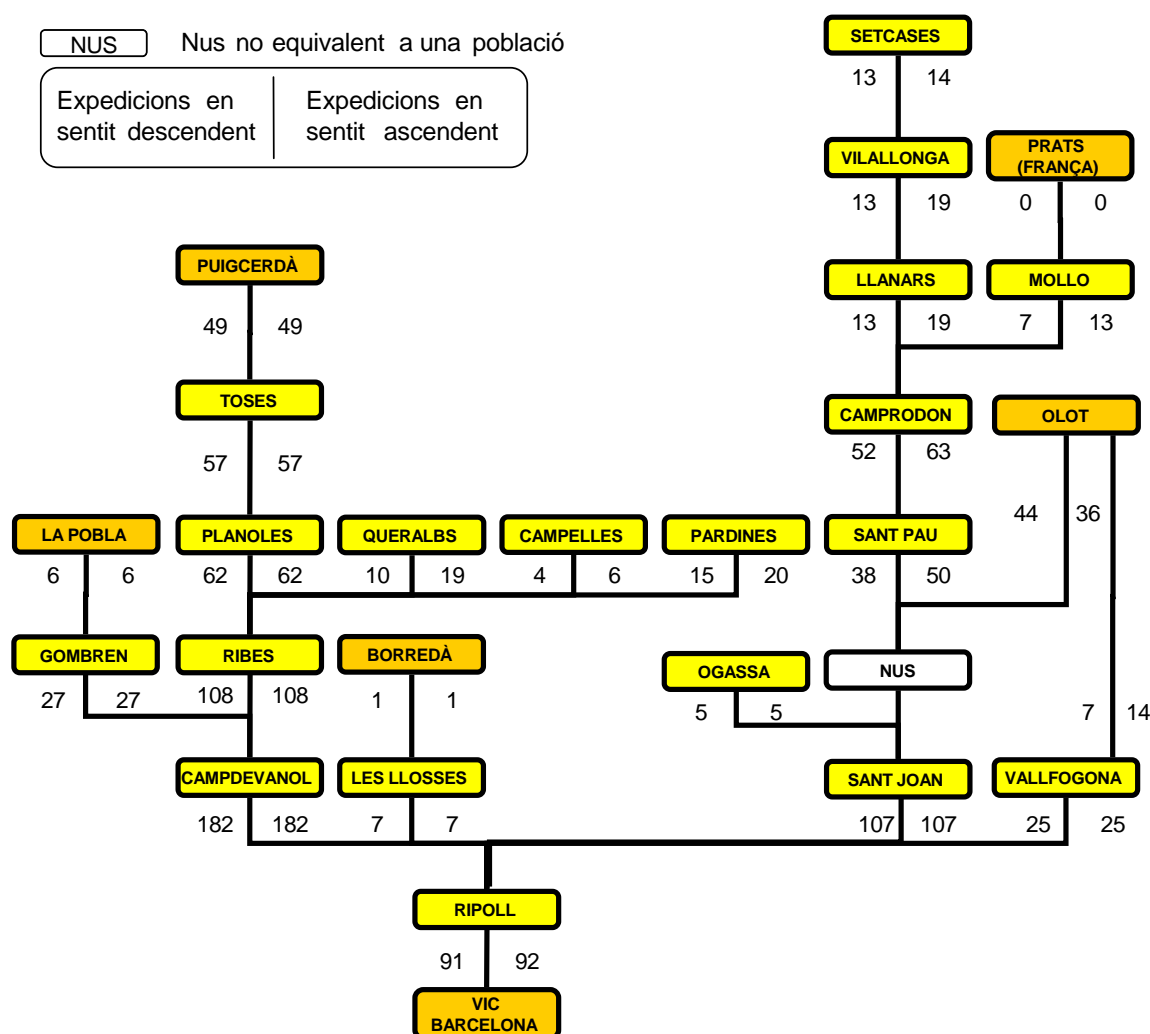 NUS Nus no equivalent a una població
Expedicions en
sentit descendent
Expedicions en
sentit ascendent
SETCASES
13 14
VILALLONGA
PRATS
(FRANÇA)
13 19
0 0
PUIGCERDÀ
LLANARS
MOLLO
49 49
13 19
7 13
TOSES
CAMPRODON
OLOT
57 57
52 63
44 36
LA POBLA
PLANOLES
QUERALBS
CAMPELLES
PARDINES
SANT PAU
6 6
62 62
10 19
4 6
15 20
38 50
GOMBREN
RIBES
BORREDÀ
OGASSA
NUS
27 27
108 108
1 1
5 5
7 14
CAMPDEVANOL
LES LLOSSES
SANT JOAN
VALLFOGONA
182 182
7 7
107 107
25 25
RIPOLL
91 92
VIC
BARCELONA